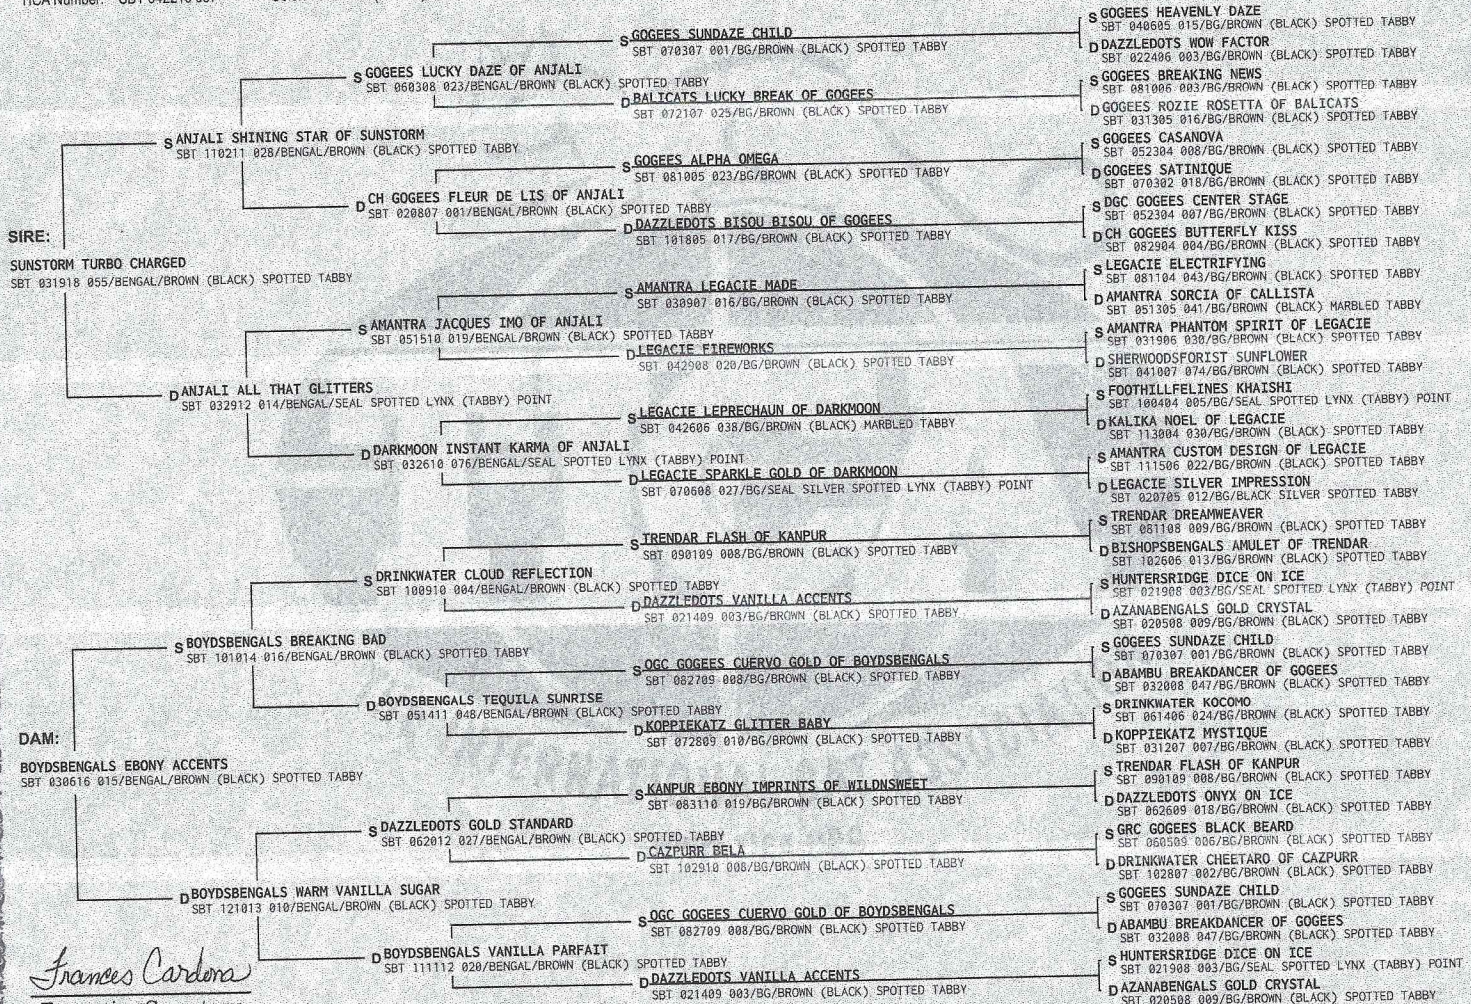 SIRE:
SUNSTORM TURBO CHARGED
SBT 031918 055/BENGAL/BROWN (BLACK) SPOTTED TABBY
S ANJALI SHINING STAR OF SUNSTORM
SBT 110211 028/BENGAL/BROWN (BLACK) SPOTTED TABBY
D ANJALI ALL THAT GLITTERS
SBT 032912 014/BENGAL/SEAL SPOTTED LYNX (TABBY) POINT
DAM:
BOYDSBENGALS EBONY ACCENTS
SBT 030616 015/BENGAL/BROWN (BLACK) SPOTTED TABBY
S BOYDSBENGALS BREAKING BAD
SBT 101014 016/BENGAL/BROWN (BLACK) SPOTTED TABBY
D BOYDSBENGALS WARM VANILLA SUGAR
SBT 121013 010/BENGAL/BROWN (BLACK) SPOTTED TABBY
S GOGEES LUCKY DAZE OF ANJALI
SBT 060308 023/BENGAL/BROWN (BLACK) SPOTTED TABBY
D CH GOGEES FLEUR DE LIS OF ANJALI
SBT 020807 001/BENGAL/BROWN (BLACK) SPOTTED TABBY
S AMANTRA JACQUES IMO OF ANJALI
SBT 051510 019/BENGAL/BROWN (BLACK) SPOTTED TABBY
D DARKMOON INSTANT KARMA OF ANJALI
SBT 032610 076/BENGAL/SEAL SPOTTED LYNX (TABBY) POINT
S DRINKWATER CLOUD REFLECTION
SBT 100910 004/BENGAL/BROWN (BLACK) SPOTTED TABBY
D BOYDSBENGALS TEQUILA SUNRISE
SBT 051411 048/BENGAL/BROWN (BLACK) SPOTTED TABBY
S DAZZLEDOTS GOLD STANDARD
SBT 062012 027/BENGAL/BROWN (BLACK) SPOTTED TABBY
D BOYDSBENGALS VANILLA PARFAIT
SBT 111112 020/BENGAL/BROWN (BLACK) SPOTTED TABBY
S GOGEES SUNDAZE CHILD
SBT 070307 001/BG/BROWN (BLACK) SPOTTED TABBY
D BALICATS LUCKY BREAK OF GOGEES
SBT 072107 025/BG/BROWN (BLACK) SPOTTED TABBY
S GOGEES ALPHA OMEGA
SBT 081005 023/BG/BROWN (BLACK) SPOTTED TABBY
D DAZZLEDOTS BISOU BISOU OF GOGEES
SBT 101805 017/BG/BROWN (BLACK) SPOTTED TABBY
S AMANTRA LEGACIE MADE
SBT 030907 016/BG/BROWN (BLACK) SPOTTED TABBY
D LEGACIE FIREWORKS
SBT 042908 020/BG/BROWN (BLACK) SPOTTED TABBY
S LEGACIE LEPRECHAUN OF DARKMOON
SBT 042606 038/BG/BROWN (BLACK) MARBLED TABBY
D LEGACIE SPARKLE GOLD OF DARKMOON
SBT 070608 027/BG/SEAL SILVER SPOTTED LYNX (TABBY) POINT
S TRENDAR FLASH OF KANPUR
SBT 090109 008/BG/BROWN (BLACK) SPOTTED TABBY
D DAZZLEDOTS VANILLA ACCENTS
SBT 021409 003/BG/BROWN (BLACK) SPOTTED TABBY
S OGC GOGEES CUERVO GOLD OF BOYDSBENGALS
SBT 082709 008/BG/BROWN (BLACK) SPOTTED TABBY
D KOPPIEKATZ GLITTER BABY
SBT 072809 010/BG/BROWN (BLACK) SPOTTED TABBY
S KANPUR EBONY IMPRINTS OF WILDNSWEET
SBT 083110 019/BG/BROWN (BLACK) SPOTTED TABBY
D CAZPURR BELA
SBT 102910 008/BG/BROWN (BLACK) SPOTTED TABBY
S OGC GOGEES CUERVO GOLD OF BOYDSBENGALS
SBT 082709 008/BG/BROWN (BLACK) SPOTTED TABBY
D DAZZLEDOTS VANILLA ACCENTS
SBT 021409 003/BG/BROWN (BLACK) SPOTTED TABBY
S GOGEES HEAVENLY DAZE
SBT 040605 015/BG/BROWN (BLACK) SPOTTED TABBY
D DAZZLEDOTS WOW FACTOR
SBT 022406 003/BG/BROWN (BLACK) SPOTTED TABBY
S GOGEES BREAKING NEWS
SBT 081006 003/BG/BROWN (BLACK) SPOTTED TABBY
D GOGEES ROZIE ROSETTA OF BALICATS
SBT 031305 016/BG/BROWN (BLACK) SPOTTED TABBY
S GOGEES CASANOVA
SBT 052304 008/BG/BROWN (BLACK) SPOTTED TABBY
D GOGEES SATINIQUE
SBT 070302 018/BG/BROWN (BLACK) SPOTTED TABBY
S DGC GOGEES CENTER STAGE
SBT 052304 007/BG/BROWN (BLACK) SPOTTED TABBY
D CH GOGEES BUTTERFLY KISS
SBT 082904 004/BG/BROWN (BLACK) SPOTTED TABBY
S LEGACIE ELECTRIFYING
SBT 081104 043/BG/BROWN (BLACK) SPOTTED TABBY
D AMANTRA SORCIA OF CALLISTA
SBT 051305 041/BG/BROWN (BLACK) MARBLED TABBY
S AMANTRA PHANTOM SPIRIT OF LEGACIE
SBT 031906 030/BG/BROWN (BLACK) SPOTTED TABBY
D SHERWOODSFORIST SUNFLOWER
SBT 041007 074/BG/BROWN (BLACK) SPOTTED TABBY
S FOOTHILLFELINES KHAISHI
SBT 100404 005/BG/SEAL SPOTTED LYNX (TABBY) POINT
D KALIKA NOEL OF LEGACIE
SBT 113004 030/BG/BROWN (BLACK) SPOTTED TABBY
S AMANTRA CUSTOM DESIGN OF LEGACIE
SBT 111506 022/BG/BROWN (BLACK) SPOTTED TABBY
D LEGACIE SILVER IMPRESSION
SBT 020705 012/BG/BLACK SILVER SPOTTED TABBY
S TRENDAR DREAMWEAVER
SBT 081108 009/BG/BROWN (BLACK) SPOTTED TABBY
D BISHOPSBENGALS AMULET OF TRENDAR
SBT 102606 013/BG/BROWN (BLACK) SPOTTED TABBY
S HUNTERSRIDGE DICE ON ICE
SBT 021908 003/BG/SEAL SPOTTED LYNX (TABBY) POINT
D AZANABENGALS GOLD CRYSTAL
SBT 020508 009/BG/BROWN (BLACK) SPOTTED TABBY
S GOGEES SUNDAZE CHILD
SBT 070307 001/BG/BROWN (BLACK) SPOTTED TABBY
D ABAMBU BREAKDANCER OF GOGEES
SBT 032008 047/BG/BROWN (BLACK) SPOTTED TABBY
S DRINKWATER KOCOMO
SBT 061406 024/BG/BROWN (BLACK) SPOTTED TABBY
D KOPPIEKATZ MYSTIQUE
SBT 031207 007/BG/BROWN (BLACK) SPOTTED TABBY
S TRENDAR FLASH OF KANPUR
SBT 090109 008/BG/BROWN (BLACK) SPOTTED TABBY
D DAZZLEDOTS ONYX ON ICE
SBT 062609 018/BG/BROWN (BLACK) SPOTTED TABBY
S GRC GOGEES BLACK BEARD
SBT 060509 006/BG/BROWN (BLACK) SPOTTED TABBY
D DRINKWATER CHEETARO OF CAZPURR
SBT 102807 002/BG/BROWN (BLACK) SPOTTED TABBY
S GOGEES SUNDAZE CHILD
SBT 070307 001/BG/BROWN (BLACK) SPOTTED TABBY
D ABAMBU BREAKDANCER OF GOGEES
SBT 032008 047/BG/BROWN (BLACK) SPOTTED TABBY
S HUNTERSRIDGE DICE ON ICE
SBT 021908 003/BG/SEAL SPOTTED LYNX (TABBY) POINT
D AZANABENGALS GOLD CRYSTAL
SBT 020508 009/BG/BROWN (BLACK) SPOTTED TABBY
Frances Cardona